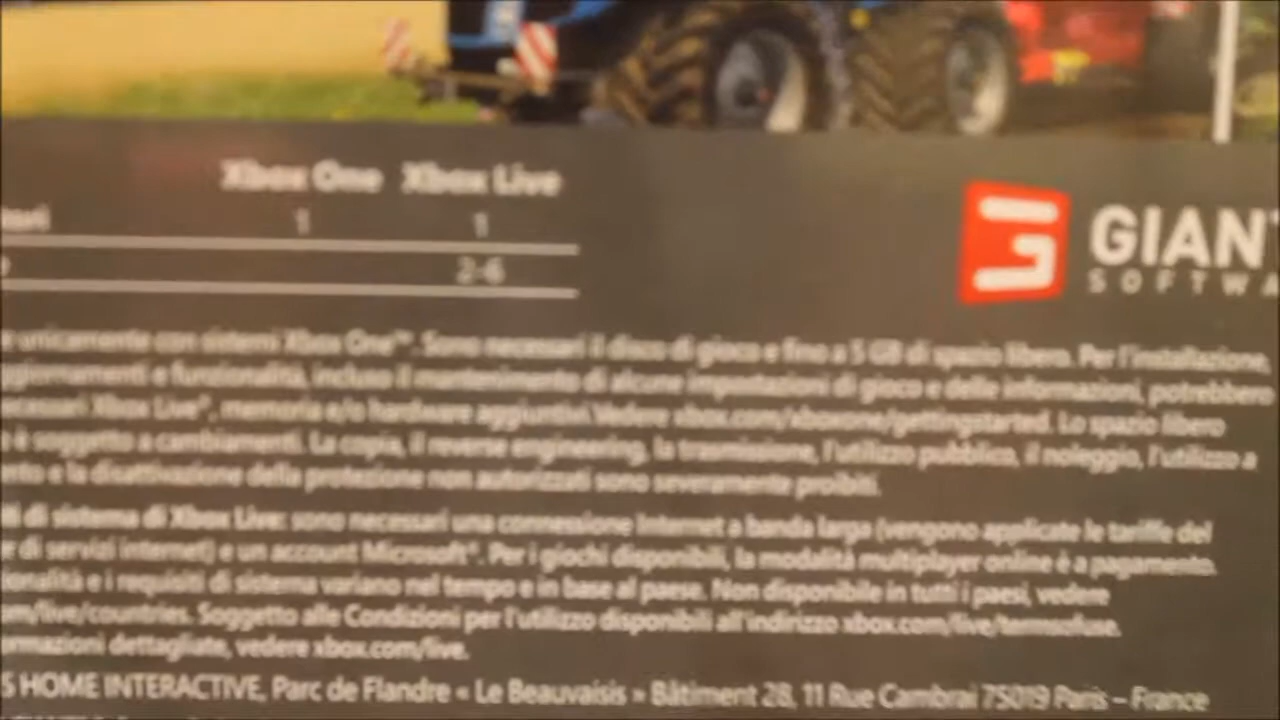 Xbox One Xbox Live
1 1
2-6
GIANT
SOFTWA
unicamente con sistemi Xbox One™. Sono necessari il disco di gioco e fino a 5 GB di spazio libero. Per l'installazione,
e funzionalità, incluso il mantenimento di alcune impostazioni di gioco e delle informazioni, potrebbero
Xbox Live®, memoria e/o hardware aggiuntivi. Vedere xbox.com/xboxone/gettingstarted. Lo spazio libero
è soggetto a cambiamenti. La copia, il reverse engineering, la trasmissione, l'utilizzo pubblico, il noleggio, l'utilizzo a
e la disattivazione della protezione non autorizzati sono severamente proibiti.
di sistema di Xbox Live: sono necessari una connessione Internet a banda larga (vengono applicate le tariffe del
di servizi internet) e un account Microsoft®. Per i giochi disponibili, la modalità multiplayer online è a pagamento.
e i requisiti di sistema variano nel tempo e in base al paese. Non disponibile in tutti i paesi, vedere
om/live/countries. Soggetto alle Condizioni per l'utilizzo disponibili all'indirizzo xbox.com/live/termsofuse.
rmazioni dettagliate, vedere xbox.com/live.
S HOME INTERACTIVE, Parc de Flandre « Le Beauvaisis » Bâtiment 28, 11 Rue Cambrai 75019 Paris – France